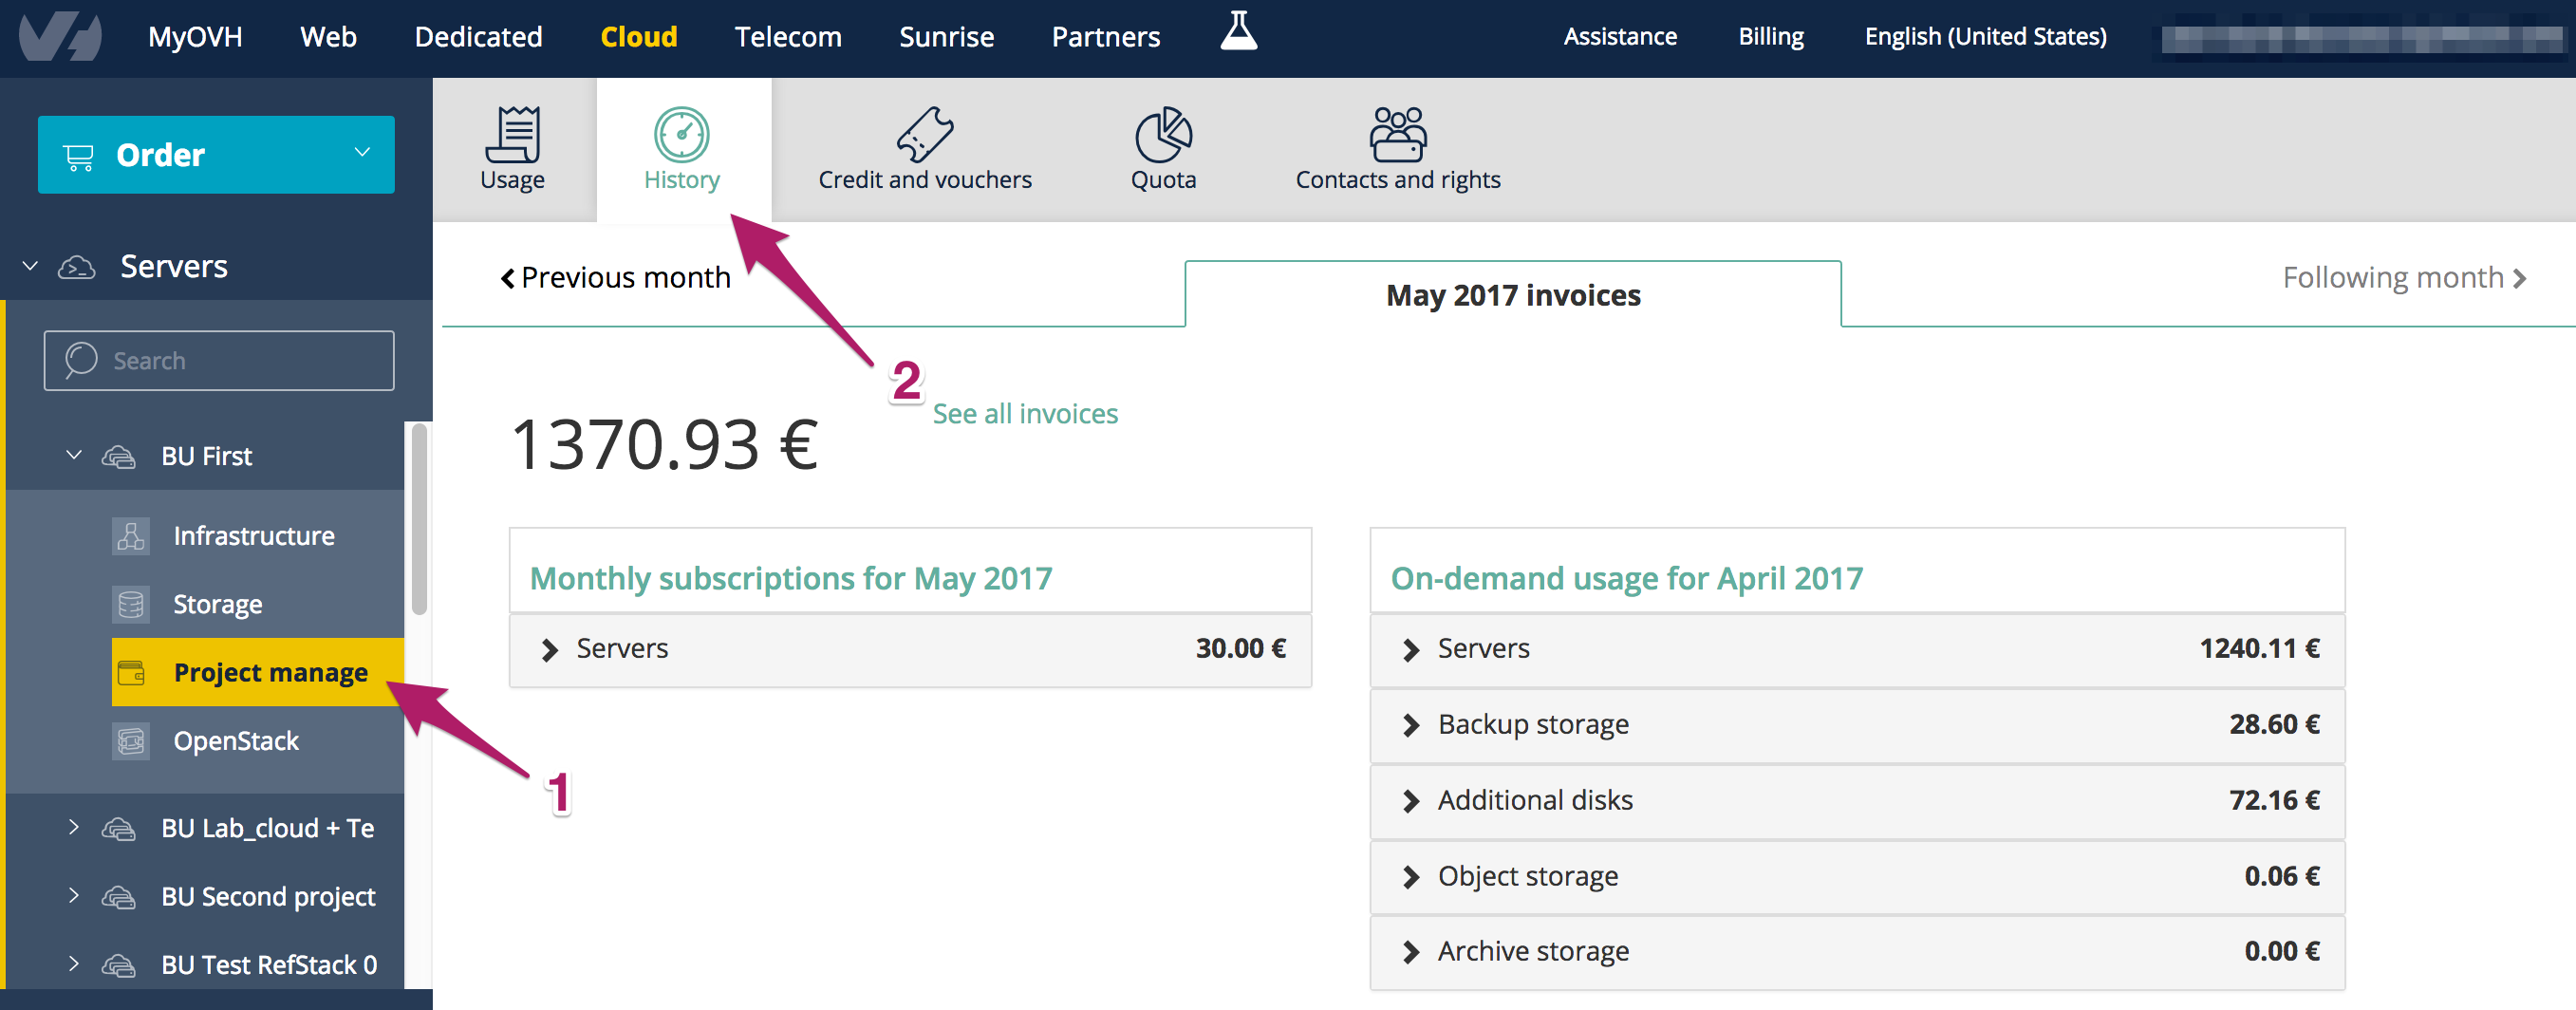 MyOVH Web Dedicated Cloud Telecom Sunrise Partners Assistance Billing English (United States)
Order
Servers
Search
BU First
Infrastructure
Storage
Project manage
OpenStack
BU Lab_cloud + Te
BU Second project
BU Test RefStack 0
Usage History Credit and vouchers Quota Contacts and rights
Previous month
May 2017 invoices
Following month
1370.93 €
See all invoices
2
1
Monthly subscriptions for May 2017
Servers 30.00 €
On-demand usage for April 2017
Servers 1240.11 €
Backup storage 28.60 €
Additional disks 72.16 €
Object storage 0.06 €
Archive storage 0.00 €